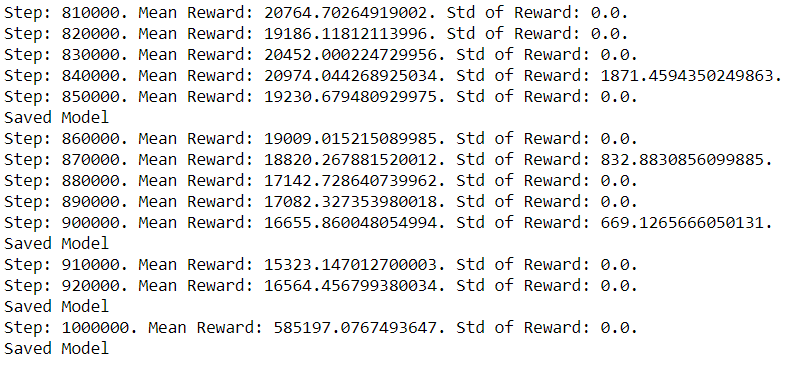 Step: 810000. Mean Reward: 20764.70264919002. Std of Reward: 0.0.
Step: 820000. Mean Reward: 19186.11812113996. Std of Reward: 0.0.
Step: 830000. Mean Reward: 20452.000224729956. Std of Reward: 0.0.
Step: 840000. Mean Reward: 20974.044268925034. Std of Reward: 1871.4594350249863.
Step: 850000. Mean Reward: 19230.679480929975. Std of Reward: 0.0.
Saved Model
Step: 860000. Mean Reward: 19009.015215089985. Std of Reward: 0.0.
Step: 870000. Mean Reward: 18820.267881520012. Std of Reward: 832.8830856099885.
Step: 880000. Mean Reward: 17142.728640739962. Std of Reward: 0.0.
Step: 890000. Mean Reward: 17082.327353980018. Std of Reward: 0.0.
Step: 900000. Mean Reward: 16655.860048054994. Std of Reward: 669.1265666050131.
Saved Model
Step: 910000. Mean Reward: 15323.147012700003. Std of Reward: 0.0.
Step: 920000. Mean Reward: 16564.456799380034. Std of Reward: 0.0.
Saved Model
Step: 1000000. Mean Reward: 585197.0767493647. Std of Reward: 0.0.
Saved Model